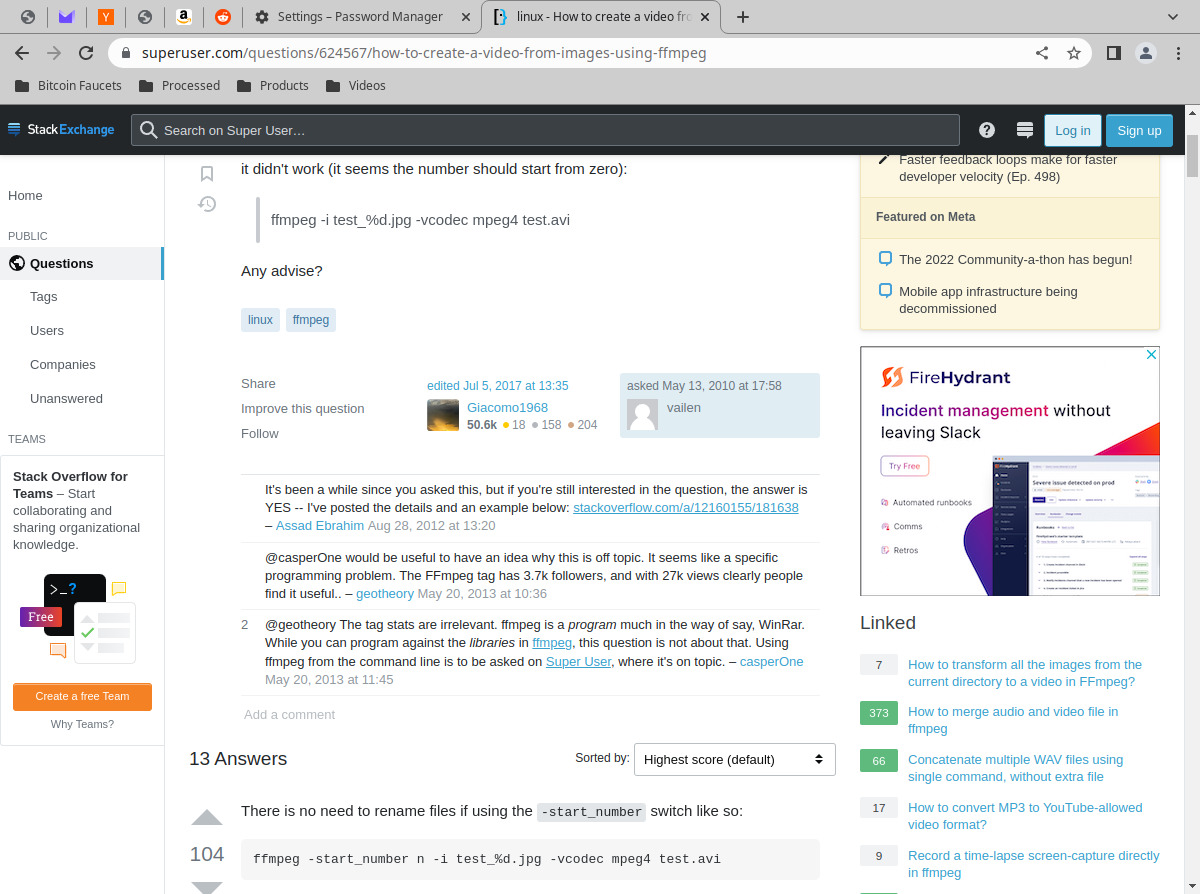 Settings – Password Manager
linux - How to create a video fro
superuser.com/questions/624567/how-to-create-a-video-from-images-using-ffmpeg
Bitcoin Faucets
Processed
Products
Videos
StackExchange
Search on Super User…
Log in
Sign up
Home
PUBLIC
Questions
Tags
Users
Companies
Unanswered
TEAMS
Stack Overflow for
Teams – Start
collaborating and
sharing organizational
knowledge.
>_?
Free
Create a free Team
Why Teams?
it didn't work (it seems the number should start from zero):
ffmpeg -i test_%d.jpg -vcodec mpeg4 test.avi
Any advise?
linux
ffmpeg
Share
Improve this question
Follow
edited Jul 5, 2017 at 13:35
Giacomo1968
50.6k 18 158 204
asked May 13, 2010 at 17:58
vailen
It's been a while since you asked this, but if you're still interested in the question, the answer is
YES -- I've posted the details and an example below: stackoverflow.com/a/12160155/181638
– Assad Ebrahim Aug 28, 2012 at 13:20
@casperOne would be useful to have an idea why this is off topic. It seems like a specific
programming problem. The FFmpeg tag has 3.7k followers, and with 27k views clearly people
find it useful.. – geotheory May 20, 2013 at 10:36
2
@geotheory The tag stats are irrelevant. ffmpeg is a program much in the way of say, WinRar.
While you can program against the libraries in ffmpeg, this question is not about that. Using
ffmpeg from the command line is to be asked on Super User, where it's on topic. – casperOne
May 20, 2013 at 11:45
Add a comment
13 Answers
Sorted by:
Highest score (default)
There is no need to rename files if using the -start_number switch like so:
104
ffmpeg -start_number n -i test_%d.jpg -vcodec mpeg4 test.avi
Faster feedback loops make for faster
developer velocity (Ep. 498)
Featured on Meta
The 2022 Community-a-thon has begun!
Mobile app infrastructure being
decommissioned
FireHydrant
Incident management without
leaving Slack
Try Free
Automated runbooks
Comms
Retros
Severe issue detected on prod
Linked
7
How to transform all the images from the
current directory to a video in FFmpeg?
373
How to merge audio and video file in
ffmpeg
66
Concatenate multiple WAV files using
single command, without extra file
17
How to convert MP3 to YouTube-allowed
video format?
9
Record a time-lapse screen-capture directly
in ffmpeg